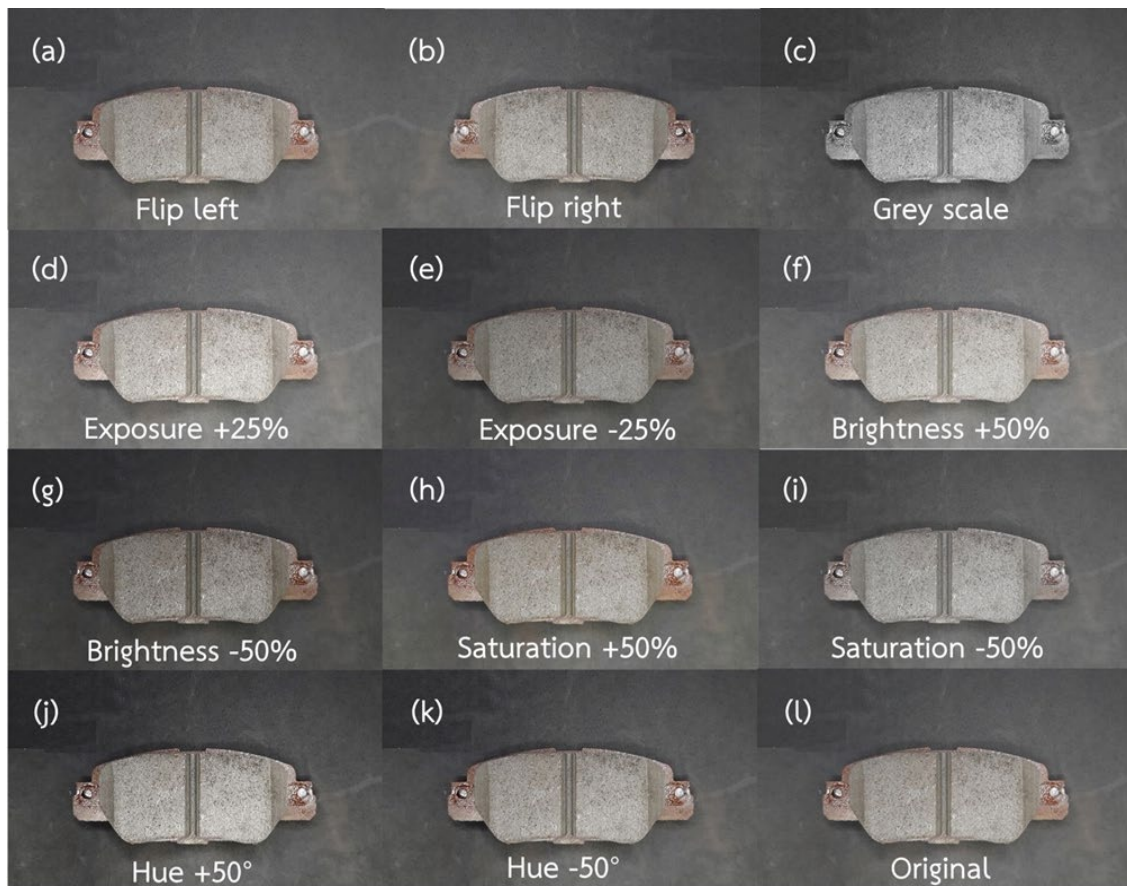 (a)
Flip left
(b)
Flip right
(c)
Grey scale
(d)
Exposure +25%
(e)
Exposure -25%
(f)
Brightness +50%
(g)
Brightness -50%
(h)
Saturation +50%
(i)
Saturation -50%
(j)
Hue +50°
(k)
Hue -50°
(l)
Original